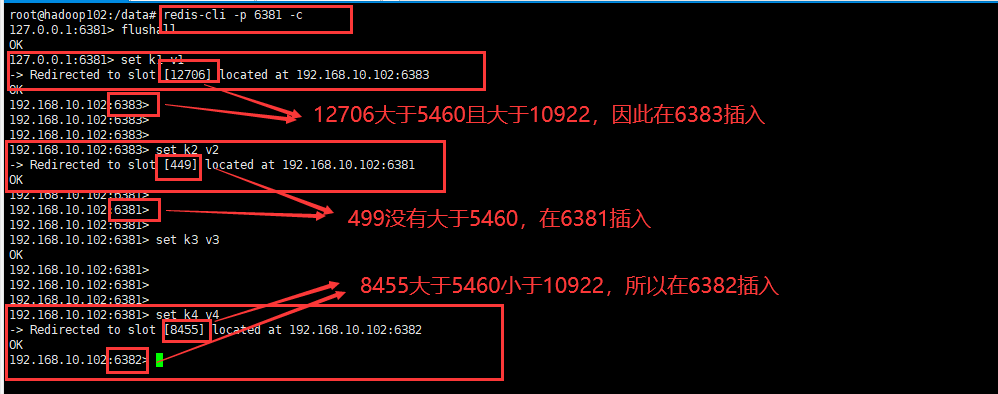 root@hadoop102:/data# redis-cli -p 6381 -c
127.0.0.1:6381> flushall
OK
127.0.0.1:6381> set k1 v1
-> Redirected to slot [12706] located at 192.168.10.102:6383
OK
192.168.10.102:6383>
12706大于5460且大于10922，因此在6383插入
192.168.10.102:6383>
192.168.10.102:6383>
192.168.10.102:6383> set k2 v2
-> Redirected to slot [449] located at 192.168.10.102:6381
OK
192.168.10.102:6381>
192.168.10.102:6381>
499没有大于5460，在6381插入
192.168.10.102:6381>
192.168.10.102:6381> set k3 v3
OK
192.168.10.102:6381>
192.168.10.102:6381>
8455大于5460小于10922，所以在6382插入
192.168.10.102:6381>
192.168.10.102:6381> set k4 v4
-> Redirected to slot [8455] located at 192.168.10.102:6382
OK
192.168.10.102:6382>